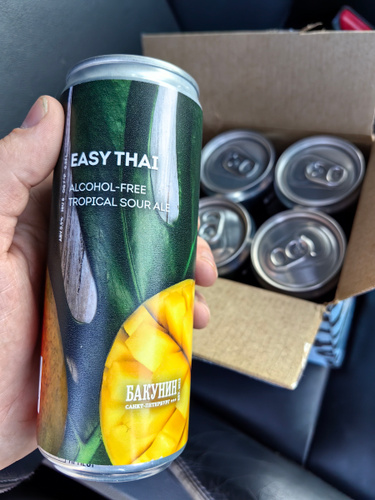 EASY THAI
ALCOHOL-FREE
TROPICAL SOUR ALE
БАКУНИН
САНКТ-ПЕТЕРБУРГ